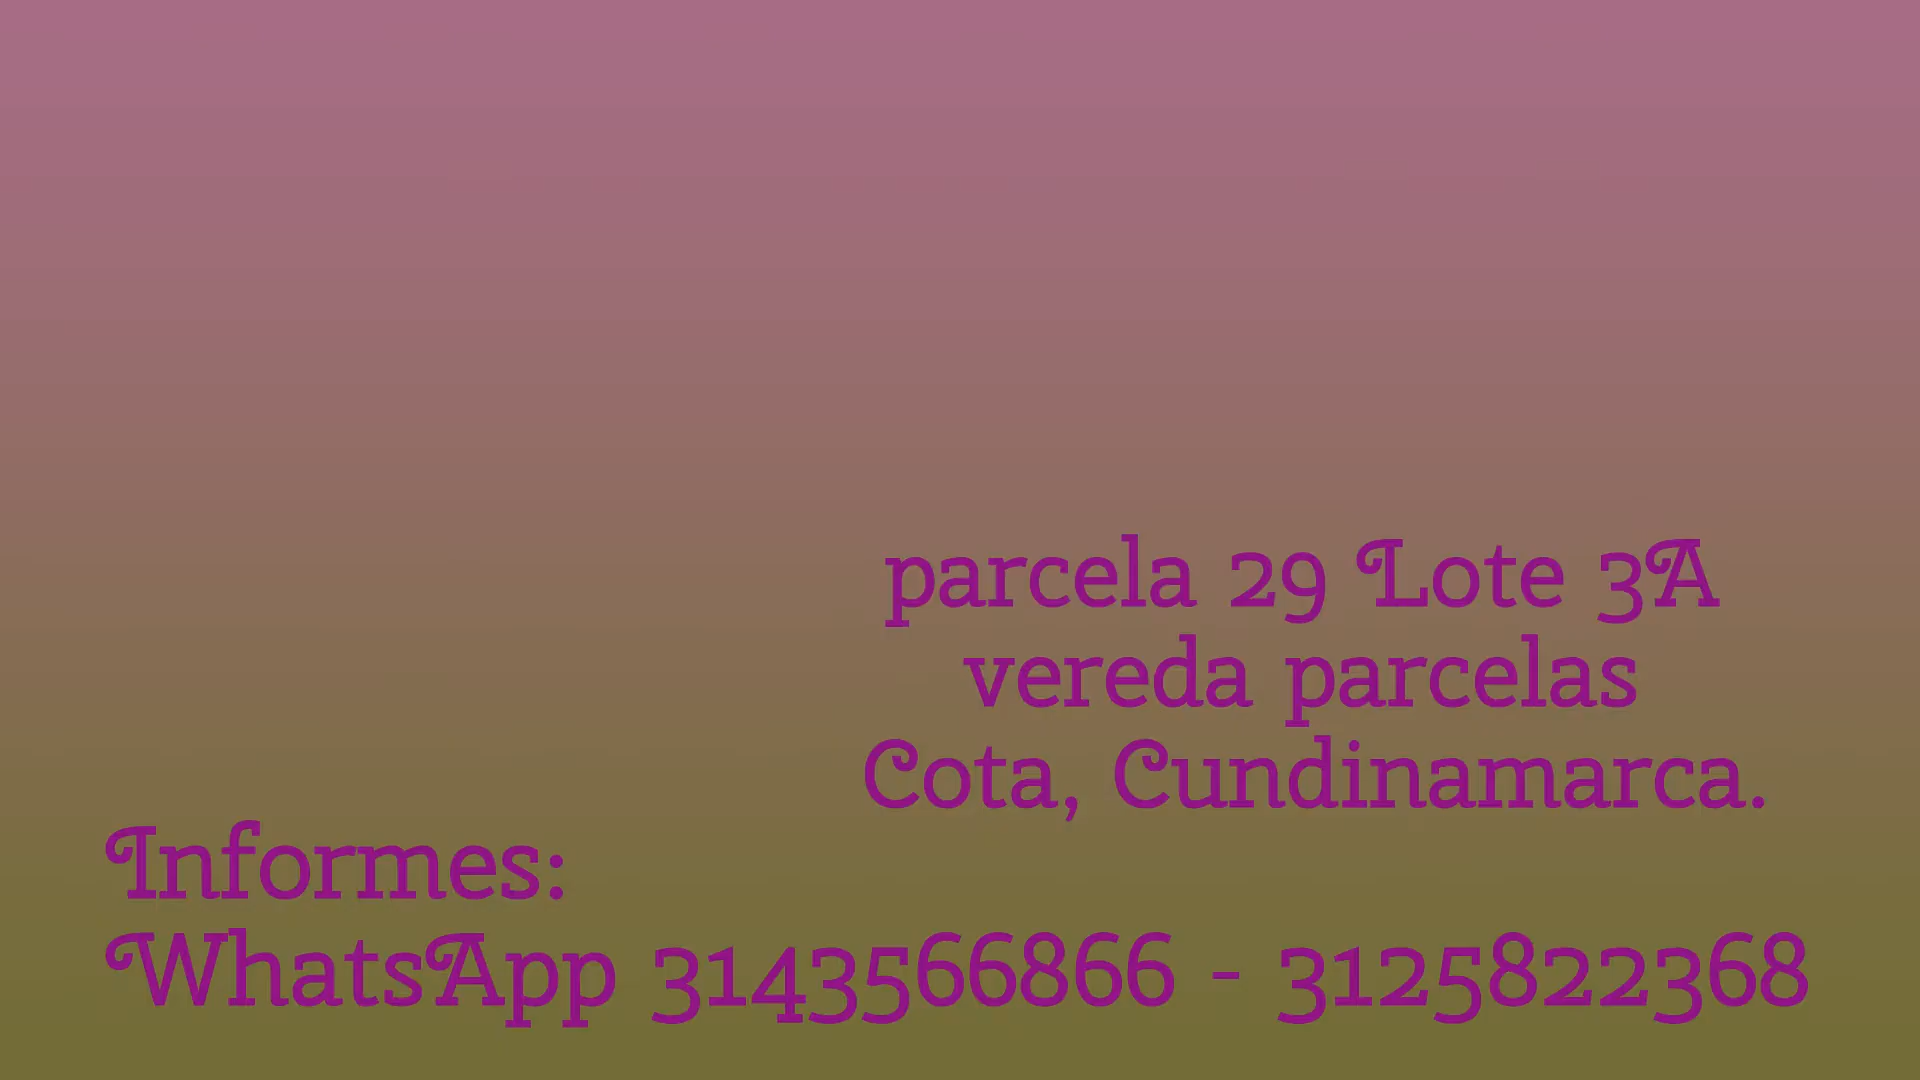 parcela 29 Lote 3A
vereda parcelas
Cota, Cundinamarca.
Informes:
WhatsApp 3143566866 - 3125822368